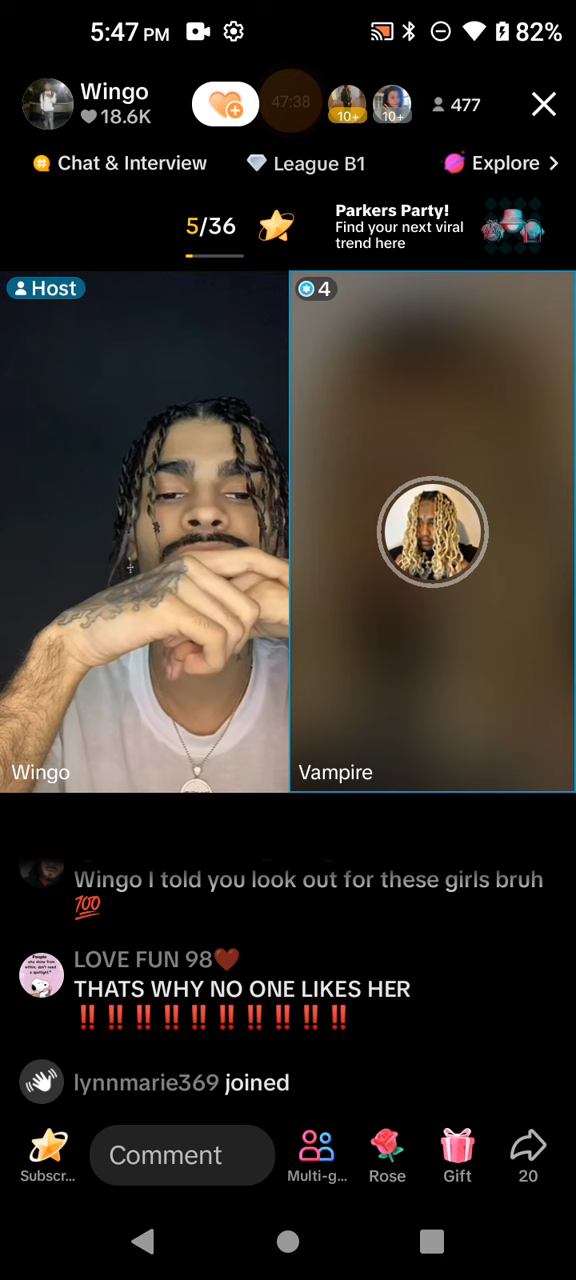 5:47 PM
82%
Wingo
18.6K
47:38
10+
10+
477
Chat & Interview
League B1
Explore >
5/36
Parkers Party!
Find your next viral
trend here
Host
4
Wingo
Vampire
Wingo I told you look out for these girls bruh
💯
LOVE FUN 98❤️
THATS WHY NO ONE LIKES HER
‼️‼️‼️‼️‼️‼️‼️‼️‼️‼️
lynnmarie369 joined
Subscr...
Comment
Multi-g...
Rose
Gift
20